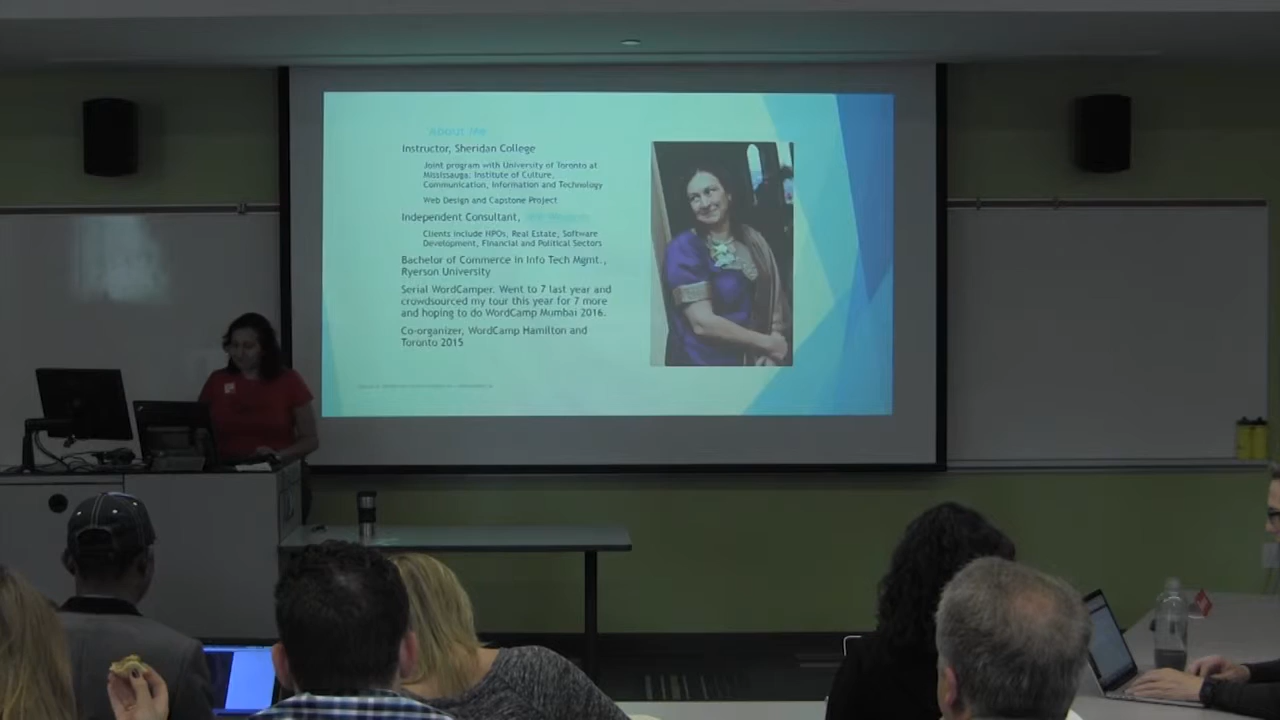 About Me
Instructor, Sheridan College
Joint program with University of Toronto at
Mississauga: Institute of Culture,
Communication, Information and Technology
Web Design and Capstone Project
Independent Consultant,
Clients include NPOs, Real Estate, Software
Development, Financial and Political Sectors
Bachelor of Commerce in Info Tech Mgmt.,
Ryerson University
Serial WordCamper. Went to 7 last year and
crowdsourced my tour this year for 7 more
and hoping to do WordCamp Mumbai 2016.
Co-organizer, WordCamp Hamilton and
Toronto 2015